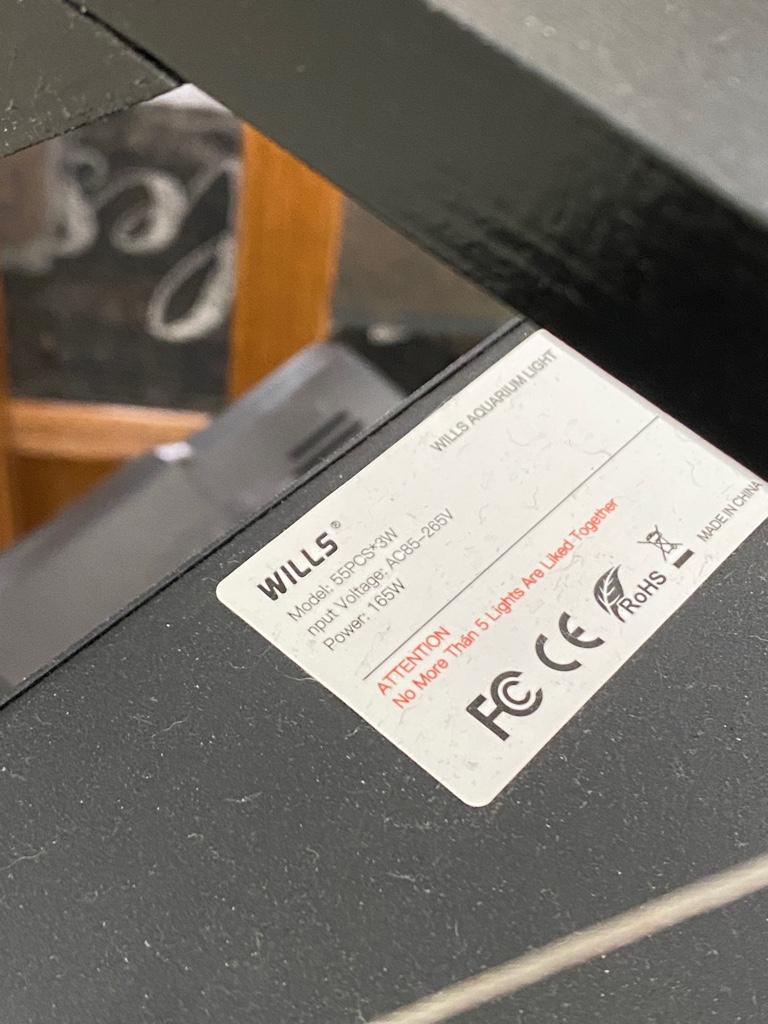 WILLS AQUARIUM LIGHT
WILLS®
Model: 55PCS*3W
nput Voltage: AC85-265V
Power: 165W
ATTENTION
No More Than 5 Lights Are Liked Together
FC CE RoHS
MADE IN CHINA